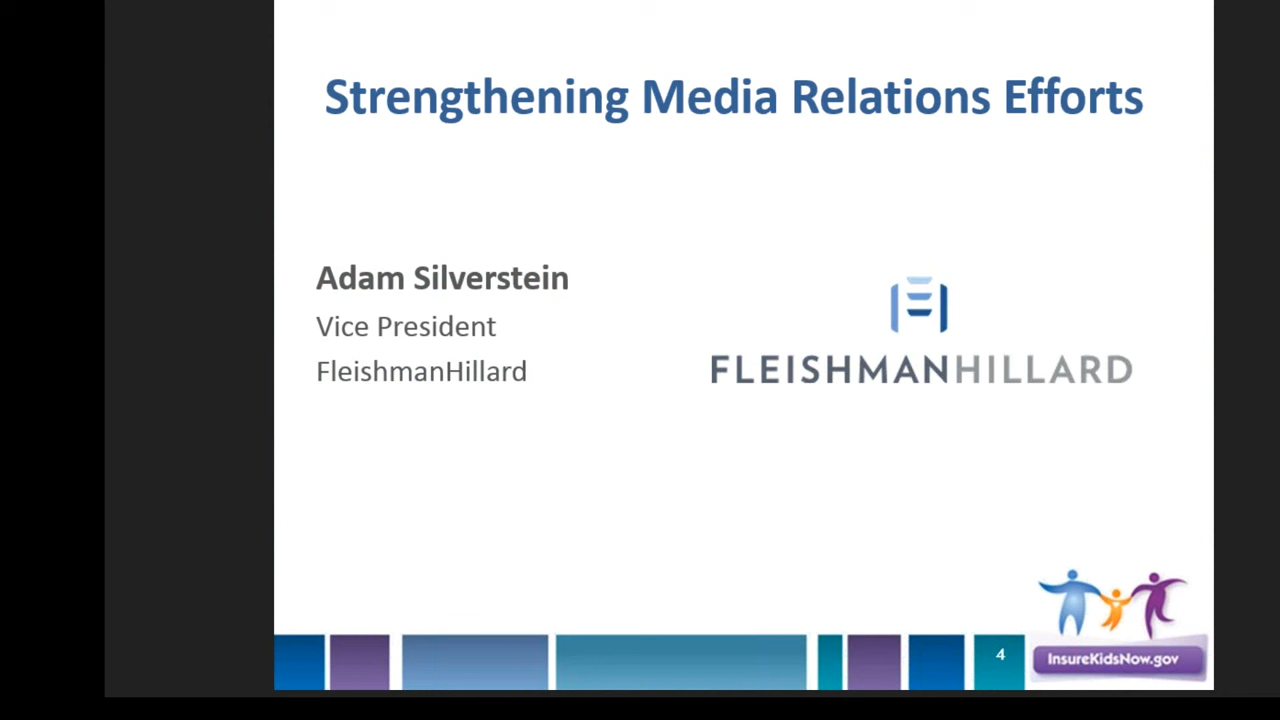 Strengthening Media Relations Efforts
Adam Silverstein
Vice President
FleishmanHillard
FLEISHMANHILLARD
4
InsureKidsNow.gov